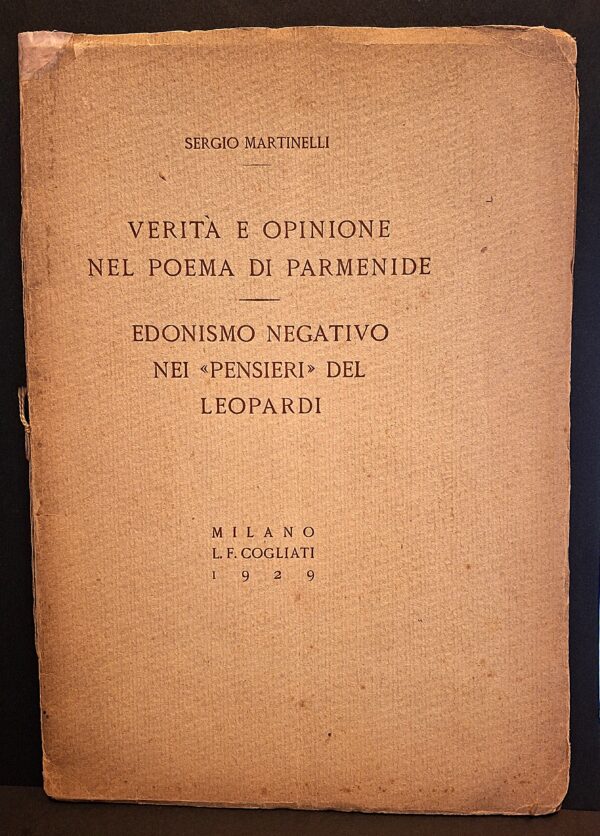 SERGIO MARTINELLI
VERITÀ E OPINIONE
NEL POEMA DI PARMENIDE
EDONISMO NEGATIVO
NEI «PENSIERI» DEL
LEOPARDI
MILANO
L. F. COGLIATI
1929